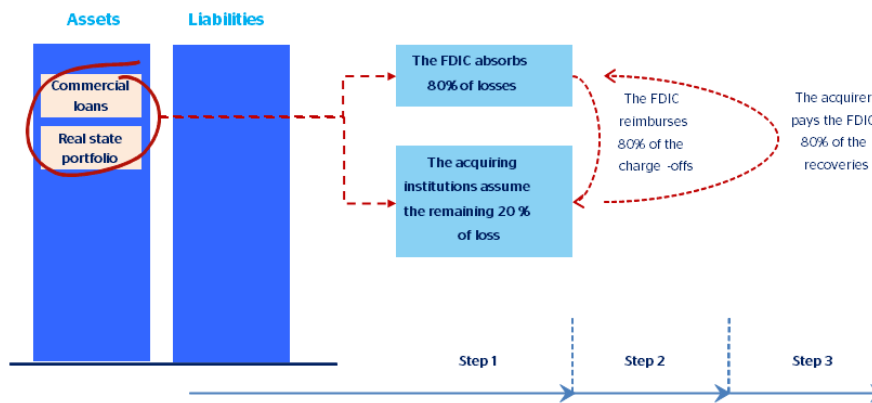 Assets
Liabilities
Commercial
loans
Real state
portfolio
The FDIC absorbs
80% of losses
The acquiring
institutions assume
the remaining 20 %
of loss
The FDIC
reimburses
80% of the
charge -offs
The acquirer
pays the FDIC
80% of the
recoveries
Step 1
Step 2
Step 3